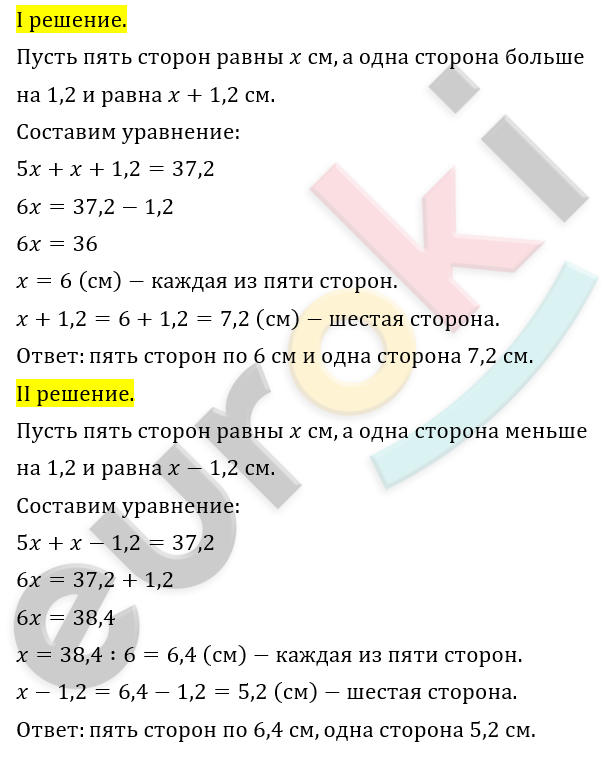 I решение.
Пусть пять сторон равны x см, а одна сторона больше
на 1,2 и равна x + 1,2 см.
Составим уравнение:
5x + x + 1,2 = 37,2
6x = 37,2 − 1,2
6x = 36
x = 6 (см) − каждая из пяти сторон.
x + 1,2 = 6 + 1,2 = 7,2 (см) − шестая сторона.
Ответ: пять сторон по 6 см и одна сторона 7,2 см.
II решение.
Пусть пять сторон равны x см, а одна сторона меньше
на 1,2 и равна x − 1,2 см.
Составим уравнение:
5x + x − 1,2 = 37,2
6x = 37,2 + 1,2
6x = 38,4
x = 38,4 : 6 = 6,4 (см) − каждая из пяти сторон.
x − 1,2 = 6,4 − 1,2 = 5,2 (см) − шестая сторона.
Ответ: пять сторон по 6,4 см, одна сторона 5,2 см.
euroki